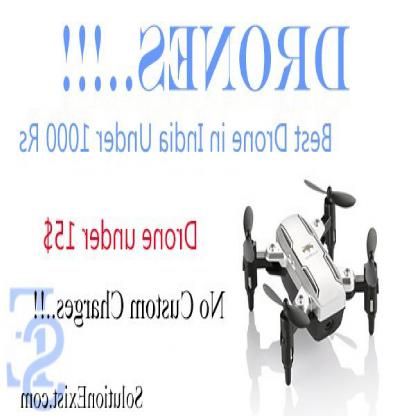 DRONES..!!!
Best Drone in India Under 1000 Rs
Drone under 15$
No Custom Charges..!!
SolutionExist.com